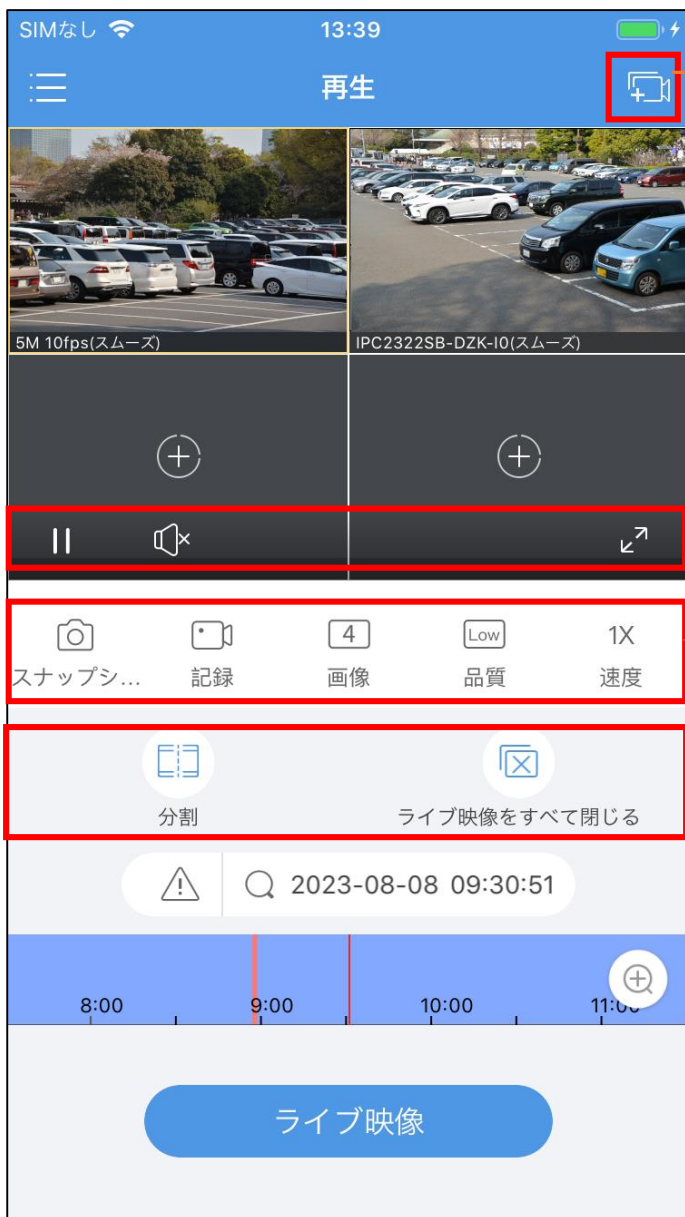 SIMなし 13:39
再生
5M 10fps(スムーズ) IPC2322SB-DZK-I0(スムーズ)
4 Low 1X
スナップシ... 記録 画像 品質 速度
分割 ライブ映像をすべて閉じる
2023-08-08 09:30:51
8:00 9:00 10:00 11:00
ライブ映像